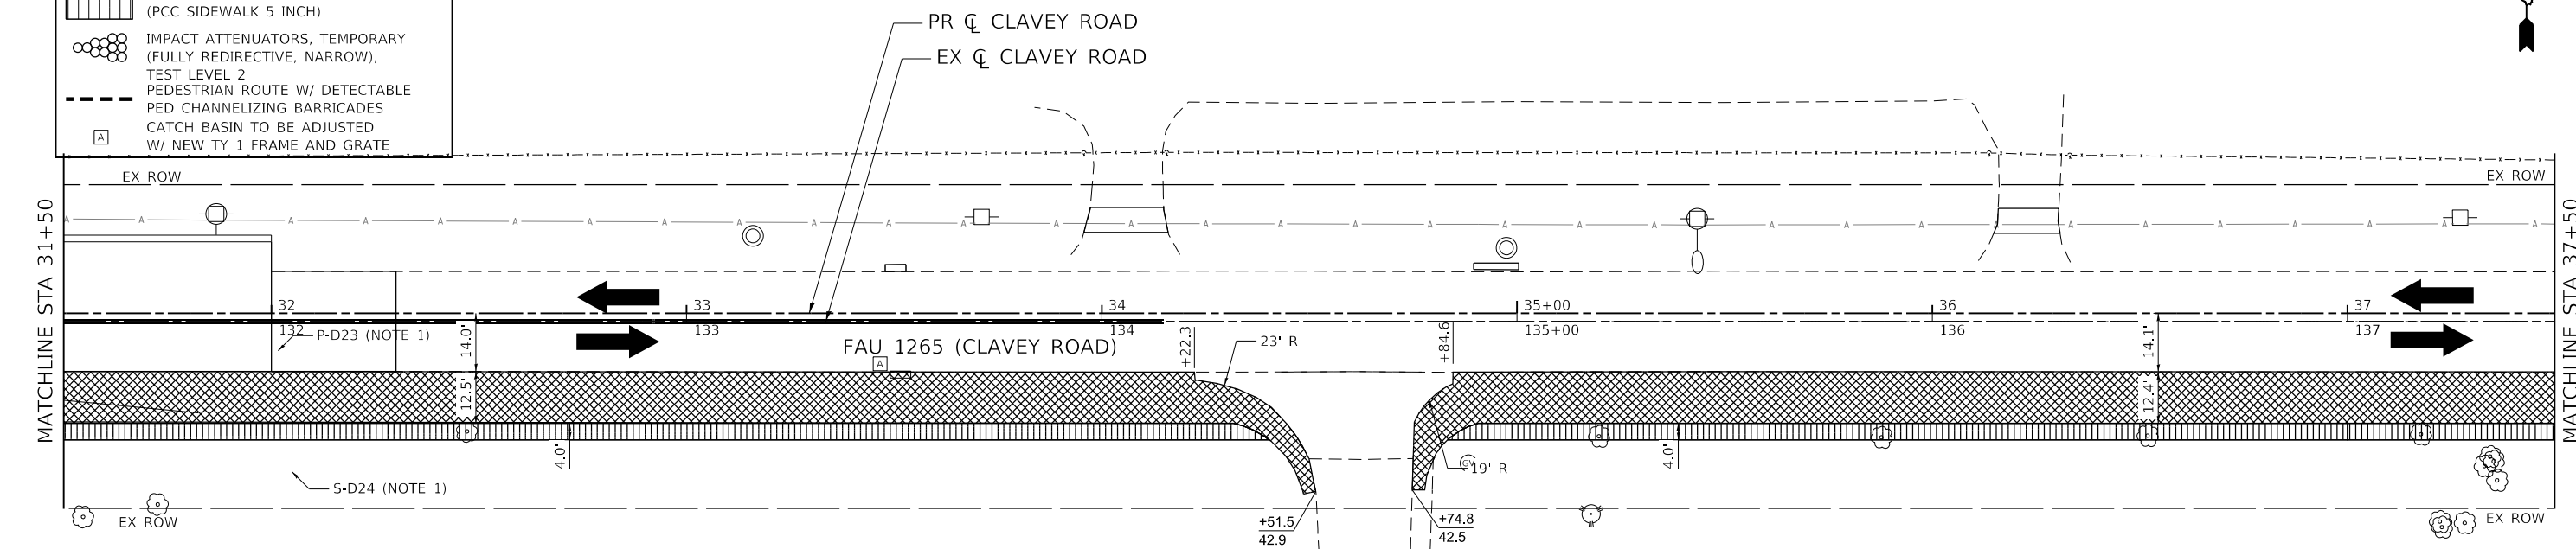 (PCC SIDEWALK 5 INCH)
IMPACT ATTENUATORS, TEMPORARY
(FULLY REDIRECTIVE, NARROW),
TEST LEVEL 2
PEDESTRIAN ROUTE W/ DETECTABLE
PED CHANNELIZING BARRICADES
A
CATCH BASIN TO BE ADJUSTED
W/ NEW TY 1 FRAME AND GRATE
PR ℄ CLAVEY ROAD
EX ℄ CLAVEY ROAD
EX ROW
EX ROW
MATCHLINE STA 31+50
MATCHLINE STA 37+50
A A A A A A A A A A A A A A A A A A A A A A A A A A A A A A A A A A
32
33
34
35+00
36
37
132
133
134
135+00
136
137
P-D23 (NOTE 1)
14.0'
FAU 1265 (CLAVEY ROAD)
A
+22.3
23' R
+84.6
14.1'
12.5'
12.4'
4.0'
4.0'
GV
19' R
S-D24 (NOTE 1)
EX ROW
EX ROW
+51.5
42.9
+74.8
42.5